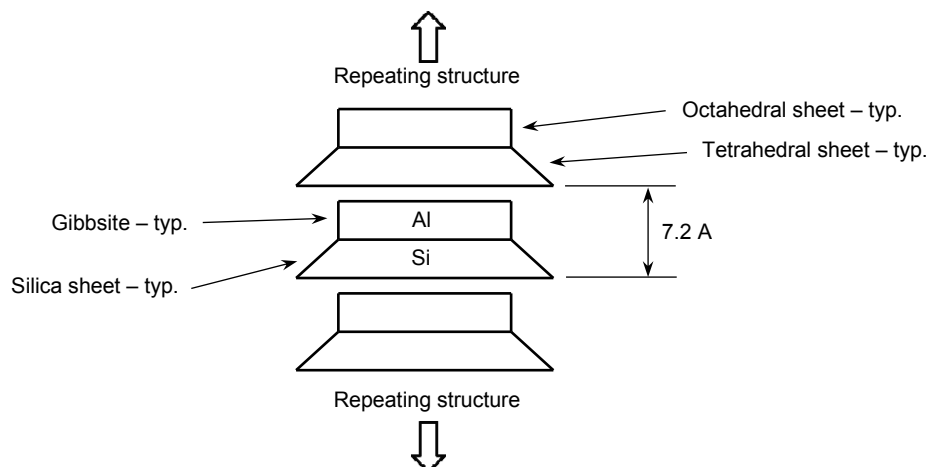 Repeating structure
Octahedral sheet – typ.
Tetrahedral sheet – typ.
Gibbsite – typ.
Al
7.2 A
Si
Silica sheet – typ.
Repeating structure